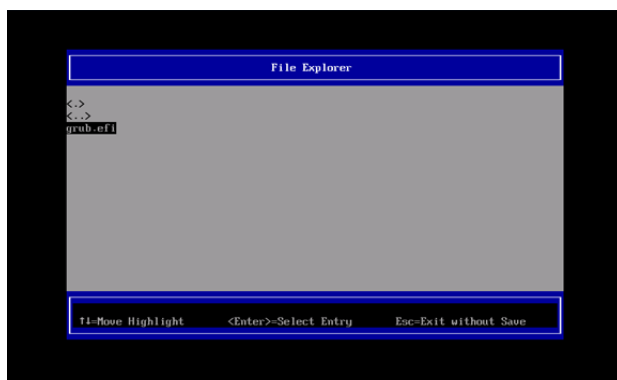 File Explorer
<.>
<..>
grub.efi
↑↓=Move Highlight <Enter>=Select Entry Esc=Exit without Save